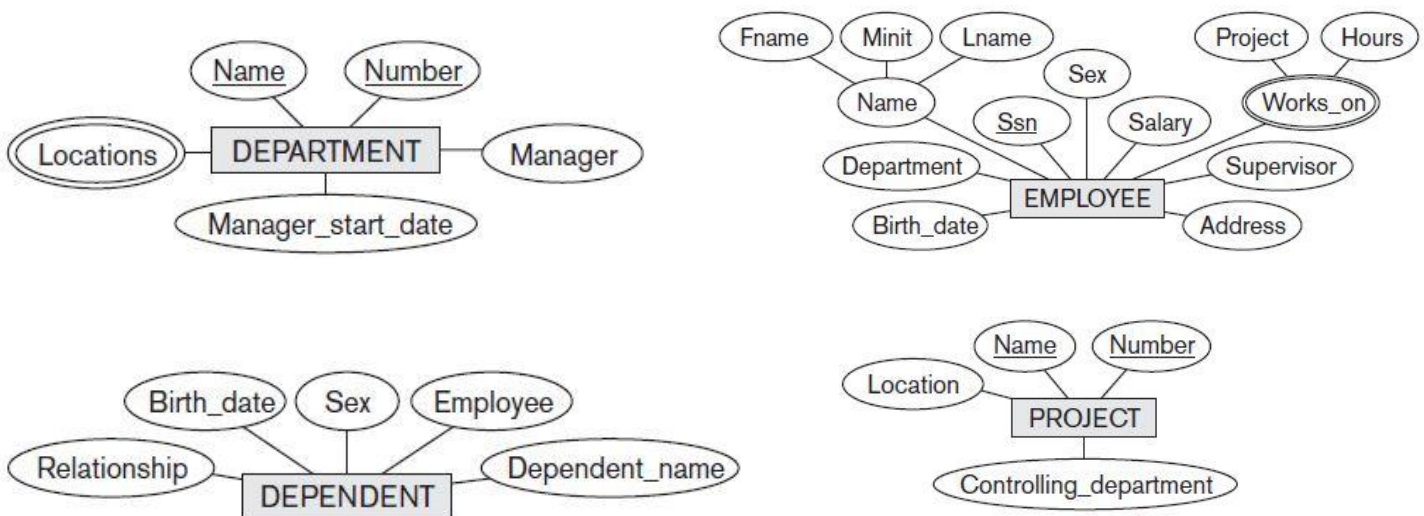 Name
Number
Locations
DEPARTMENT
Manager
Manager_start_date
Fname
Minit
Lname
Project
Hours
Name
Sex
Works_on
Ssn
Salary
Department
Supervisor
EMPLOYEE
Birth_date
Address
Birth_date
Sex
Employee
Relationship
Dependent_name
DEPENDENT
Name
Number
Location
PROJECT
Controlling_department